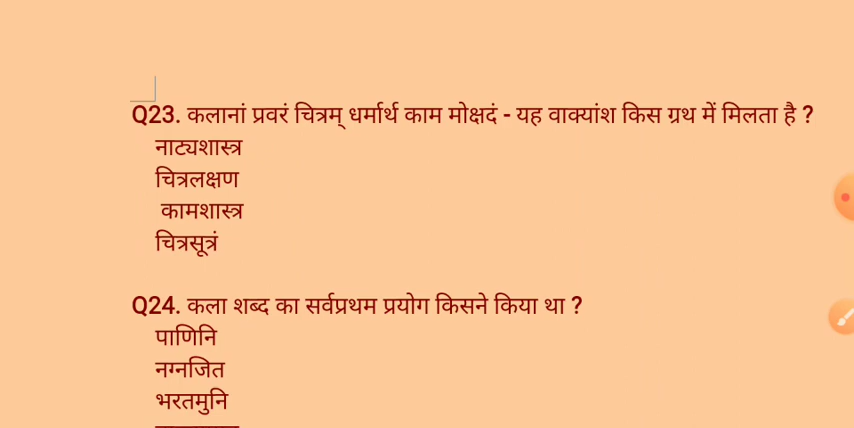 Q23. कलानां प्रवरं चित्रम् धर्मार्थ काम मोक्षदं - यह वाक्यांश किस ग्रथ में मिलता है ?
नाट्यशास्त्र
चित्रलक्षण
कामशास्त्र
चित्रसूत्रं
Q24. कला शब्द का सर्वप्रथम प्रयोग किसने किया था ?
पाणिनि
नग्नजित
भरतमुनि